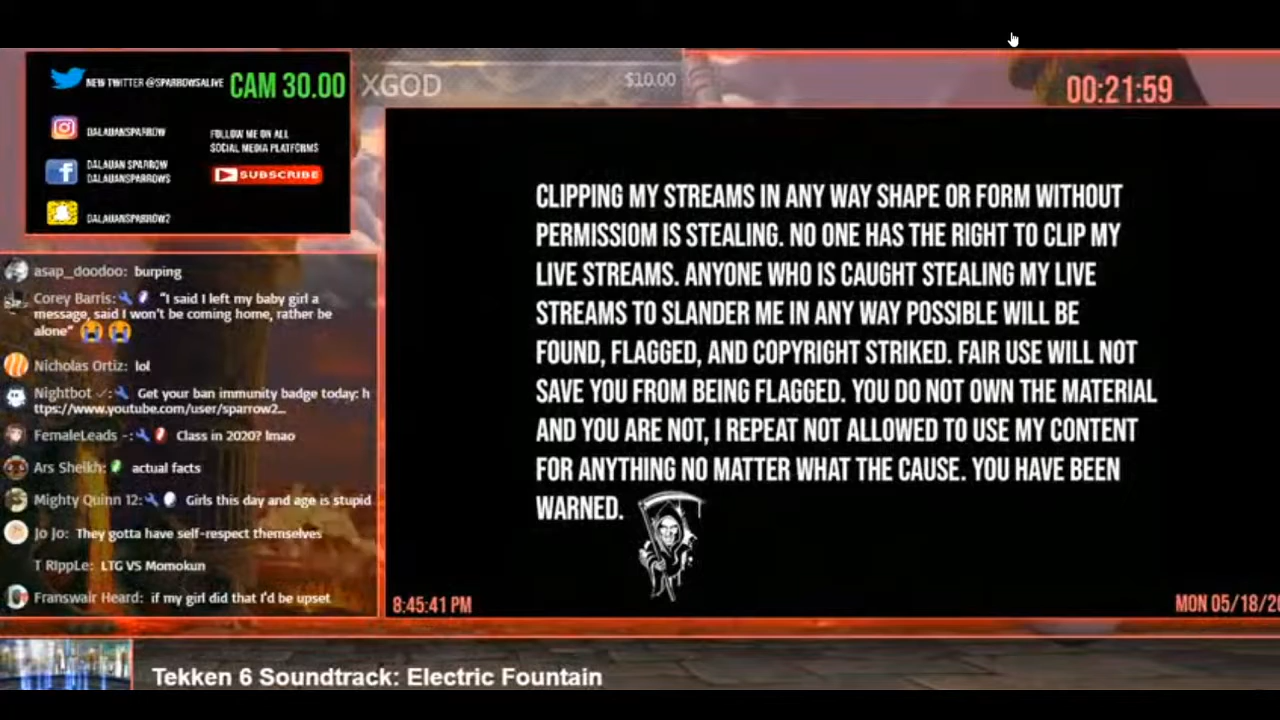 NEW TWITTER @SPARROWSALIVE
CAM 30.00
DALAUANSPARROW
FOLLOW ME ON ALL
SOCIAL MEDIA PLATFORMS
DALAUAN SPARROW
DALAUANSPARROWS
SUBSCRIBE
DALAUANSPARROW2
XGOD
$10.00
00:21:59
asap_doodoo: burping
Corey Barris: "I said I left my baby girl a
message, said I won't be coming home, rather be
alone" 😭 😭
Nicholas Ortiz: lol
Nightbot ✓: Get your ban immunity badge today: h
ttps://www.youtube.com/user/sparrow2...
FemaleLeads -: Class in 2020? lmao
Ars Sheikh: actual facts
Mighty Quinn 12: Girls this day and age is stupid
Jo Jo: They gotta have self-respect themselves
T RIppLe: LTG VS Momokun
Franswair Heard: if my girl did that I'd be upset
CLIPPING MY STREAMS IN ANY WAY SHAPE OR FORM WITHOUT
PERMISSIOM IS STEALING. NO ONE HAS THE RIGHT TO CLIP MY
LIVE STREAMS. ANYONE WHO IS CAUGHT STEALING MY LIVE
STREAMS TO SLANDER ME IN ANY WAY POSSIBLE WILL BE
FOUND, FLAGGED, AND COPYRIGHT STRIKED. FAIR USE WILL NOT
SAVE YOU FROM BEING FLAGGED. YOU DO NOT OWN THE MATERIAL
AND YOU ARE NOT, I REPEAT NOT ALLOWED TO USE MY CONTENT
FOR ANYTHING NO MATTER WHAT THE CAUSE. YOU HAVE BEEN
WARNED.
8:45:41 PM
MON 05/18/20
Tekken 6 Soundtrack: Electric Fountain